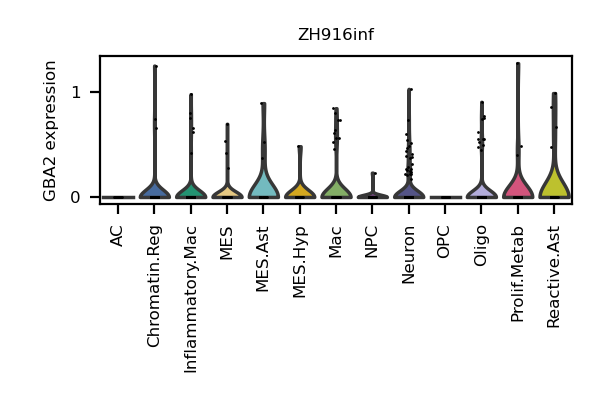 ZH916inf
GBA2 expression
1
0
AC
Chromatin.Reg
Inflammatory.Mac
MES
MES.Ast
MES.Hyp
Mac
NPC
Neuron
OPC
Oligo
Prolif.Metab
Reactive.Ast